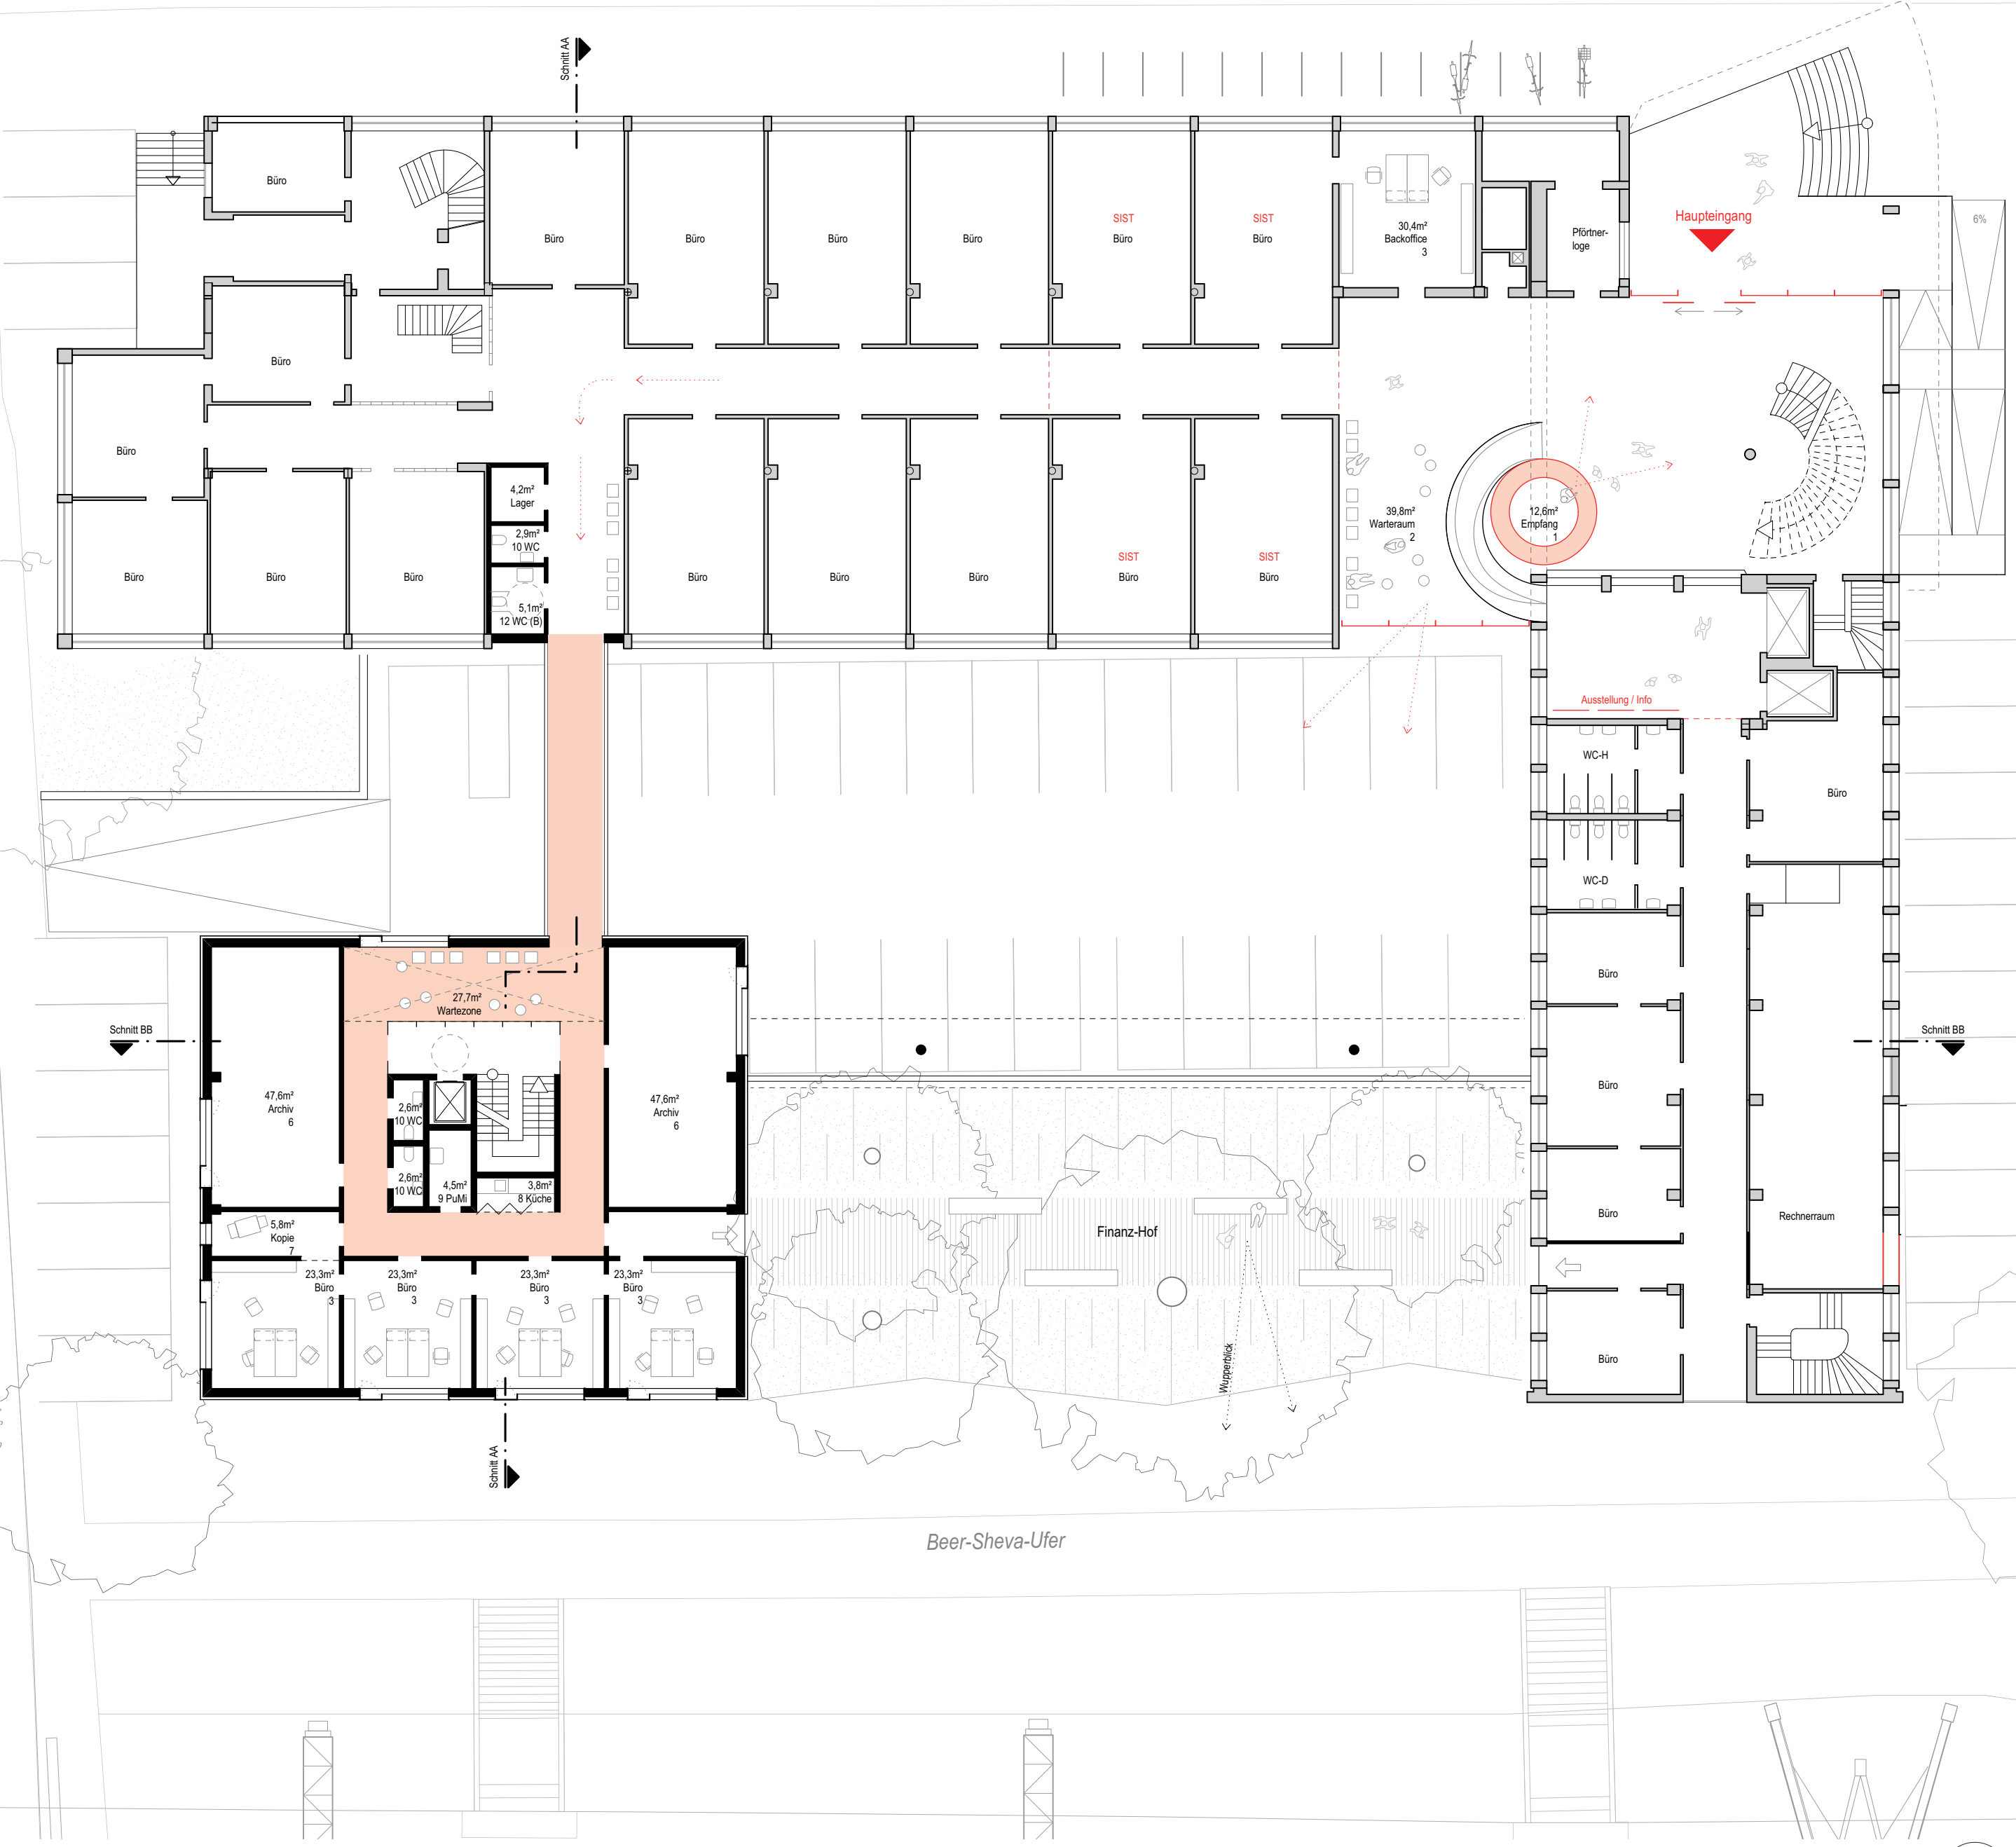 Schnitt AA
Haupteingang
6%
Büro
Büro
Büro
Büro
Büro
Büro
SIST
Büro
SIST
Büro
30,4m²
Backoffice
3
Pförtner-
loge
Büro
Büro
Büro
Büro
Büro
4,2m²
Lager
2,9m²
10 WC
5,1m²
12 WC (B)
Büro
Büro
Büro
SIST
Büro
SIST
Büro
39,8m²
Warteraum
2
12,6m²
Empfang
1
Ausstellung / Info
WC-H
Büro
WC-D
Büro
Büro
Büro
Büro
Rechnerraum
Schnitt BB
Schnitt BB
27,7m²
Wartezone
47,6m²
Archiv
6
47,6m²
Archiv
6
2,6m²
10 WC
2,6m²
10 WC
4,5m²
9 PuMi
3,8m²
8 Küche
5,8m²
Kopie
7
23,3m²
Büro
3
23,3m²
Büro
3
23,3m²
Büro
3
23,3m²
Büro
3
Finanz-Hof
Wupperblick
Schnitt AA
Beer-Sheva-Ufer